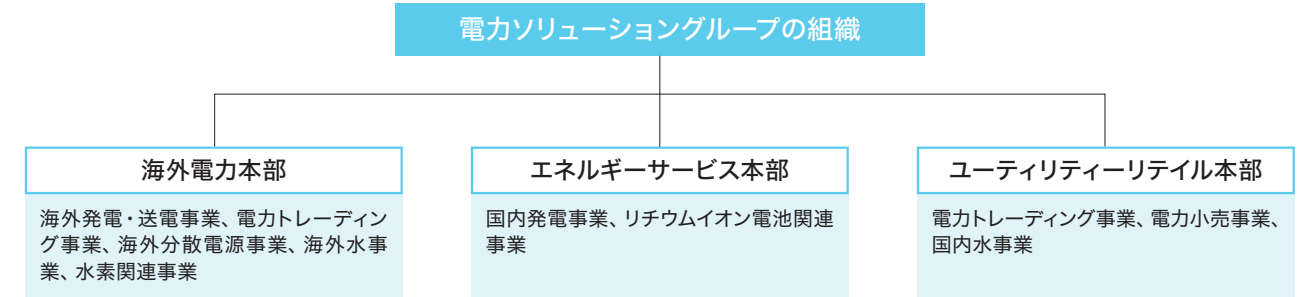 電力ソリューショングループの組織
海外電力本部
海外発電・送電事業、電力トレーディン
グ事業、海外分散電源事業、海外水事
業、水素関連事業
エネルギーサービス本部
国内発電事業、リチウムイオン電池関連
事業
ユーティリティーリテイル本部
電力トレーディング事業、電力小売事業、
国内水事業